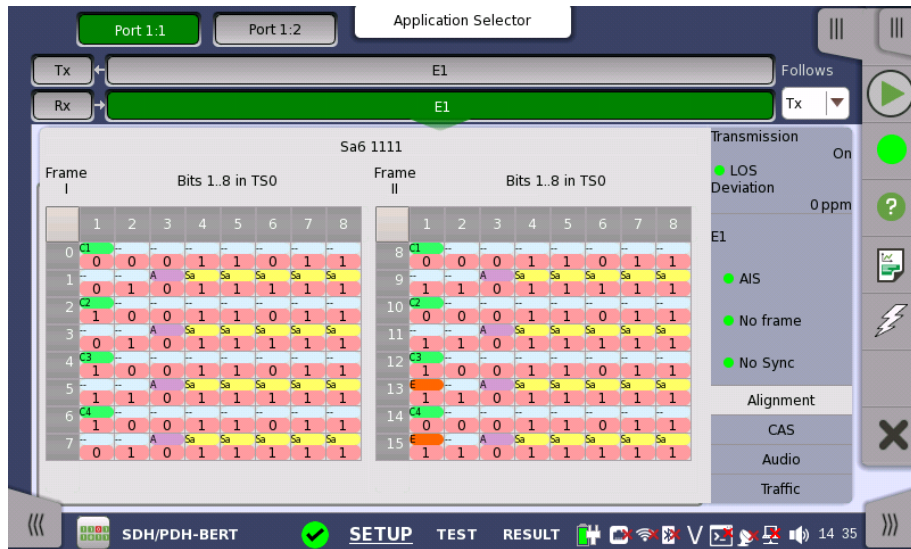 Port 1:1 Port 1:2 Application Selector
Tx E1 Follows
Rx E1 Tx
Sa6 1111
Frame I Bits 1..8 in TS0 Frame II Bits 1..8 in TS0
1 2 3 4 5 6 7 8 1 2 3 4 5 6 7 8
C1 -- -- -- -- -- -- -- C1 -- -- -- -- -- -- --
0 0 0 0 1 1 0 1 1 8 0 0 0 1 1 0 1 1
-- -- A Sa Sa Sa Sa Sa -- -- A Sa Sa Sa Sa Sa
1 0 1 0 1 1 1 1 1 9 1 1 0 1 1 1 1 1
C2 -- -- -- -- -- -- -- C2 -- -- -- -- -- -- --
2 1 0 0 1 1 0 1 1 10 1 0 0 1 1 0 1 1
-- -- A Sa Sa Sa Sa Sa -- -- A Sa Sa Sa Sa Sa
3 0 1 0 1 1 1 1 1 11 1 1 0 1 1 1 1 1
C3 -- -- -- -- -- -- -- C3 -- -- -- -- -- -- --
4 1 0 0 1 1 0 1 1 12 1 0 0 1 1 0 1 1
-- -- A Sa Sa Sa Sa Sa E -- A Sa Sa Sa Sa Sa
5 1 1 0 1 1 1 1 1 13 1 1 0 1 1 1 1 1
C4 -- -- -- -- -- -- -- C4 -- -- -- -- -- -- --
6 1 0 0 1 1 0 1 1 14 1 0 0 1 1 0 1 1
-- -- A Sa Sa Sa Sa Sa E -- A Sa Sa Sa Sa Sa
7 0 1 0 1 1 1 1 1 15 1 1 0 1 1 1 1 1
Transmission
On
LOS
Deviation
0 ppm
E1
AIS
No frame
No Sync
Alignment
CAS
Audio
Traffic
SDH/PDH-BERT SETUP TEST RESULT V 14 35